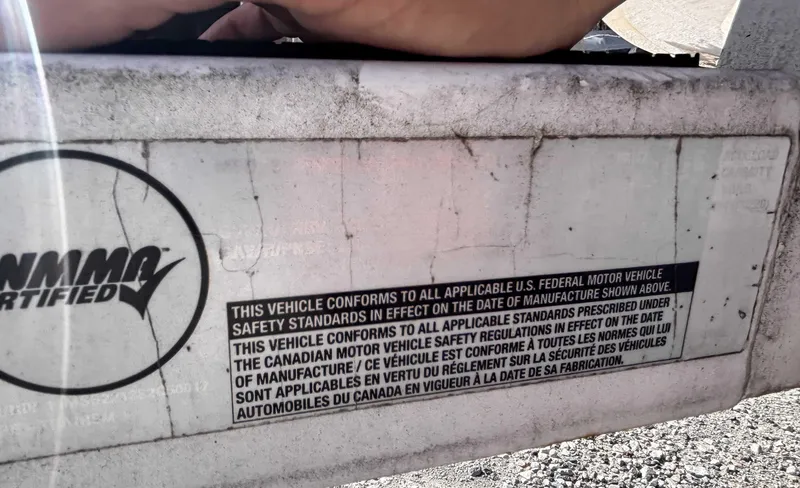 NMMA™
CERTIFIED
THIS VEHICLE CONFORMS TO ALL APPLICABLE U.S. FEDERAL MOTOR VEHICLE
SAFETY STANDARDS IN EFFECT ON THE DATE OF MANUFACTURE SHOWN ABOVE.
THIS VEHICLE CONFORMS TO ALL APPLICABLE STANDARDS PRESCRIBED UNDER
THE CANADIAN MOTOR VEHICLE SAFETY REGULATIONS IN EFFECT ON THE DATE
OF MANUFACTURE / CE VÉHICULE EST CONFORME À TOUTES LES NORMES QUI LUI
SONT APPLICABLES EN VERTU DU RÉGLEMENT SUR LA SÉCURITÉ DES VÉHICULES
AUTOMOBILES DU CANADA EN VIGUEUR À LA DATE DE SA FABRICATION.